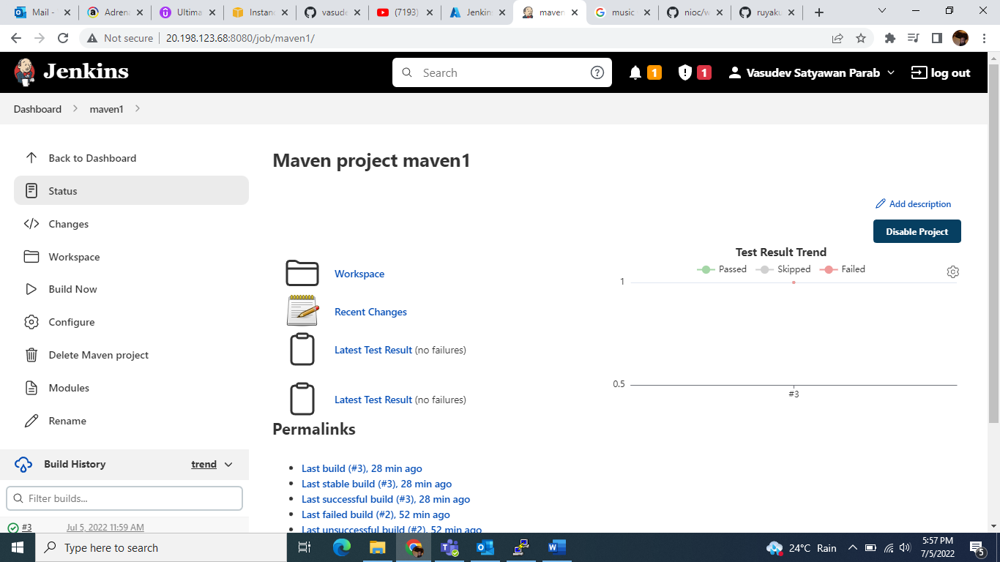 Mail -
Adrena
Ultima
Instanc
vasude
(7193)
Jenkins
maven
music
nioc/w
ruyaku
Not secure
20.198.123.68:8080/job/maven1/
Jenkins
Search
1
1
Vasudev Satyawan Parab
log out
Dashboard
maven1
Back to Dashboard
Status
Changes
Workspace
Build Now
Configure
Delete Maven project
Modules
Rename
Build History
trend
Filter builds...
#3
Jul 5, 2022 11:59 AM
Maven project maven1
Add description
Disable Project
Workspace
Recent Changes
Latest Test Result (no failures)
Latest Test Result (no failures)
Test Result Trend
Passed
Skipped
Failed
1
0.5
#3
Permalinks
Last build (#3), 28 min ago
Last stable build (#3), 28 min ago
Last successful build (#3), 28 min ago
Last failed build (#2), 52 min ago
Last unsuccessful build (#2), 52 min ago
Type here to search
24°C Rain
5:57 PM
7/5/2022
5